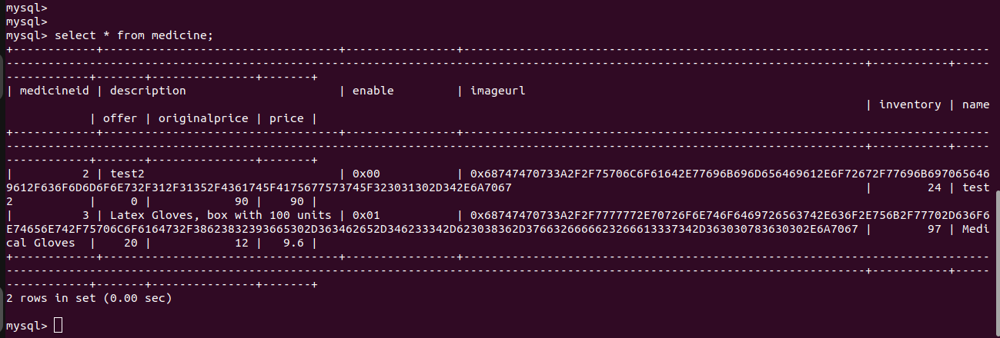 mysql>
mysql>
mysql> select * from medicine;
+------------+----------------------------------+----------------+----------------------------------------------------------------------------
----------------------------------------------------------------------------------------------------------------------------+-----------+-----
------------+-------+---------------+-------+
| medicineid | description                      | enable         | imageurl
                                                                                                                            | inventory | name
            | offer | originalprice | price |
+------------+----------------------------------+----------------+----------------------------------------------------------------------------
----------------------------------------------------------------------------------------------------------------------------+-----------+-----
------------+-------+---------------+-------+
|          2 | test2                            | 0x00           | 0x68747470733A2F2F75706C6F61642E77696B696D656469612E6F72672F77696B697065646
9612F636F6D6D6F6E732F312F31352F4361745F4175677573745F323031302D342E6A7067                                                   |        24 | test
2           |     0 |            90 |    90 |
|          3 | Latex Gloves, box with 100 units | 0x01           | 0x68747470733A2F2F7777772E70726F6E746F6469726563742E636F2E756B2F77702D636F6
E74656E742F75706C6F6164732F38623832393665302D363462652D346233342D623038362D37663266666623266613337342D363030783630302E6A7067 |        97 | Medi
cal Gloves  |    20 |            12 |   9.6 |
+------------+----------------------------------+----------------+----------------------------------------------------------------------------
----------------------------------------------------------------------------------------------------------------------------+-----------+-----
------------+-------+---------------+-------+
2 rows in set (0.00 sec)
mysql>